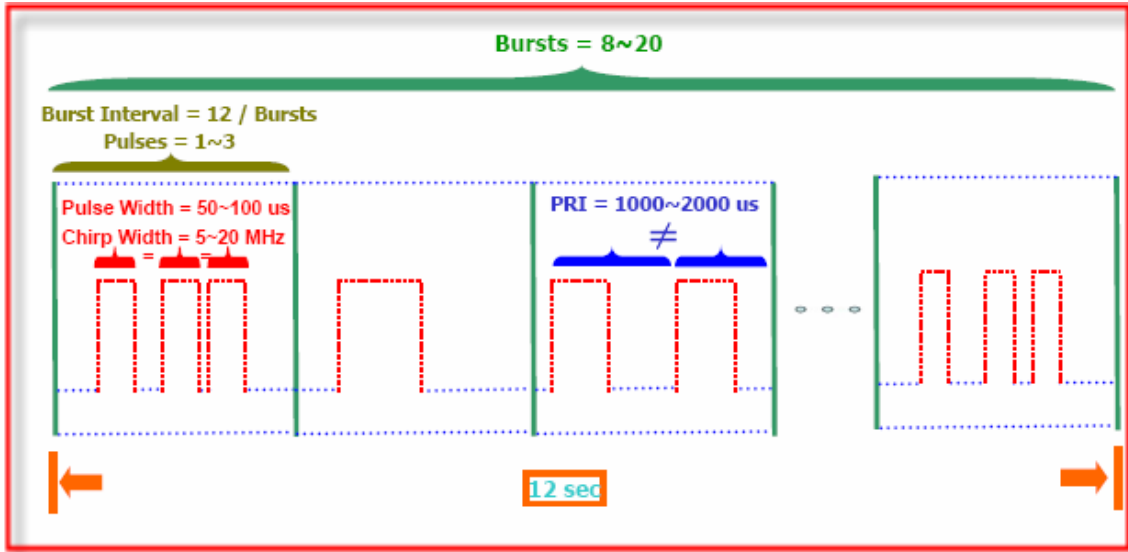 Bursts = 8~20
Burst Interval = 12 / Bursts
Pulses = 1~3
Pulse Width = 50~100 us
Chirp Width = 5~20 MHz
= =
PRI = 1000~2000 us
≠
12 sec